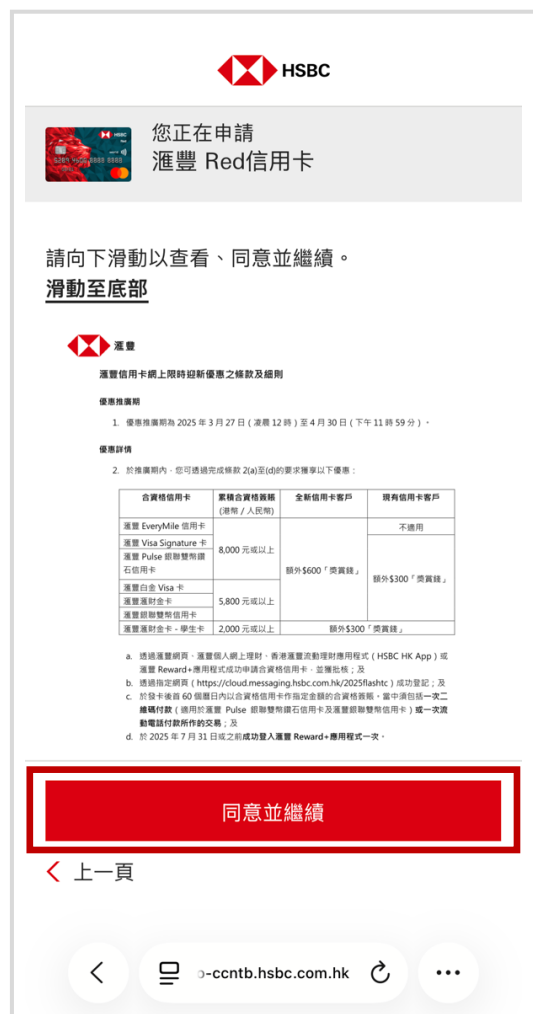 HSBC
您正在申請
滙豐 Red信用卡
請向下滑動以查看、同意並繼續。
滑動至底部
滙豐
滙豐信用卡網上限時迎新優惠之條款及細則
優惠推廣期
1. 優惠推廣期為 2025 年 3 月 27 日（凌晨 12 時）至 4 月 30 日（下午 11 時 59 分）。
優惠詳情
2. 於推廣期內，您可透過完成條款 2(a)至(d)的要求獲享以下優惠：
合資格信用卡 累積合資格簽賬 全新信用卡客戶 現有信用卡客戶
(港幣 / 人民幣)
滙豐 EveryMile 信用卡 8,000 元或以上 額外$600「獎賞錢」 不適用
滙豐 Visa Signature 卡 額外$300「獎賞錢」
滙豐 Pulse 銀聯雙幣鑽
石信用卡
滙豐白金 Visa 卡 5,800 元或以上
滙豐滙財金卡
滙豐銀聯雙幣信用卡
滙豐滙財金卡 - 學生卡 2,000 元或以上 額外$300「獎賞錢」
a. 透過滙豐網頁、滙豐個人網上理財、香港滙豐流動理財應用程式（HSBC HK App）或
滙豐 Reward+應用程式成功申請合資格信用卡，並獲批核；及
b. 透過指定網頁（https://cloud.messaging.hsbc.com.hk/2025flashtc）成功登記；及
c. 於發卡後首 60 個曆日內以合資格信用卡作指定金額的合資格簽賬，當中須包括一次二
維碼付款（適用於滙豐 Pulse 銀聯雙幣鑽石信用卡及滙豐銀聯雙幣信用卡）或一次流
動電話付款所作的交易；及
d. 於 2025 年 7 月 31 日或之前成功登入滙豐 Reward+應用程式一次。
同意並繼續
上一頁
-ccntb.hsbc.com.hk